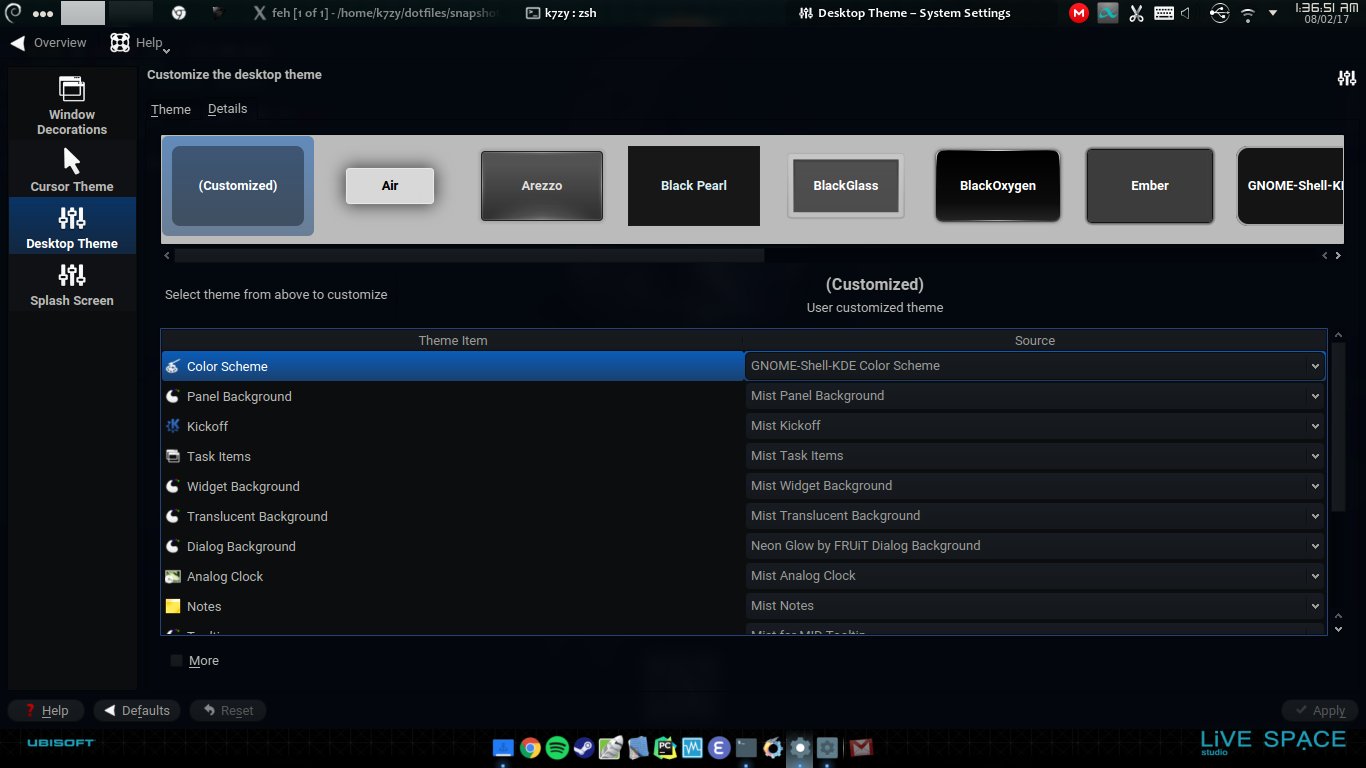 feh [1 of 1] - /home/k7zy/dotfiles/snapsho
k7zy : zsh
Desktop Theme – System Settings
1:36:51 AM
08/02/17
Overview
Help
Customize the desktop theme
Window
Decorations
Cursor Theme
Desktop Theme
Splash Screen
Theme
Details
(Customized)
Air
Arezzo
Black Pearl
BlackGlass
BlackOxygen
Ember
GNOME-Shell-K
Select theme from above to customize
(Customized)
User customized theme
Theme Item
Source
Color Scheme
GNOME-Shell-KDE Color Scheme
Panel Background
Mist Panel Background
Kickoff
Mist Kickoff
Task Items
Mist Task Items
Widget Background
Mist Widget Background
Translucent Background
Mist Translucent Background
Dialog Background
Neon Glow by FRUiT Dialog Background
Analog Clock
Mist Analog Clock
Notes
Mist Notes
More
? Help
Defaults
Reset
Apply
UBISOFT
LiVE SPACE
studio